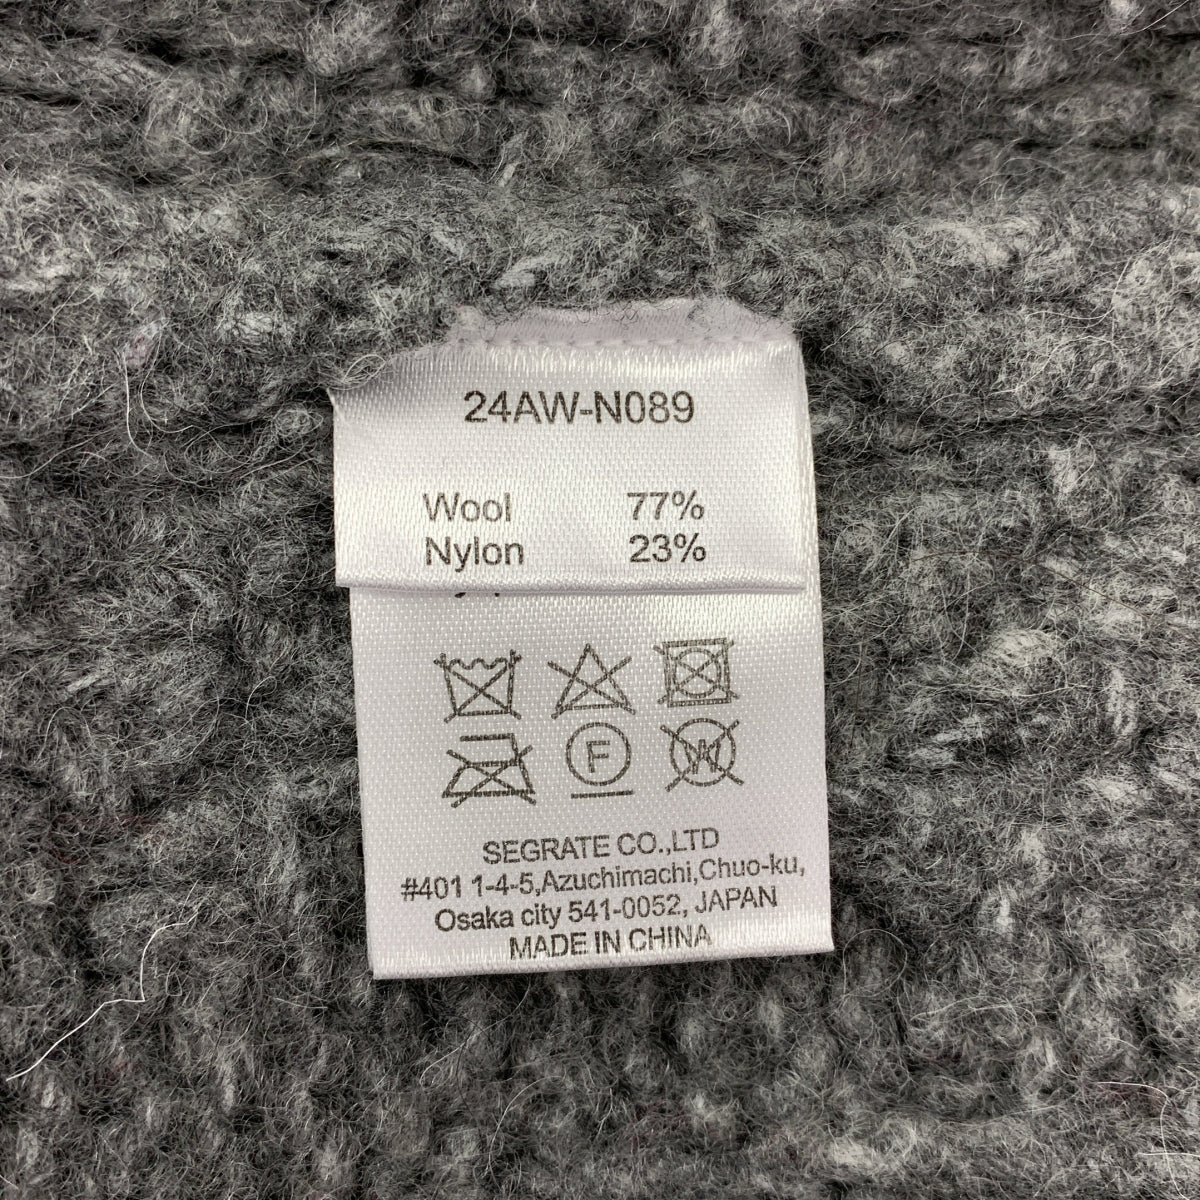 24AW-N089
Wool 77%
Nylon 23%
F
W
SEGRATE CO.,LTD
#401 1-4-5,Azuchimachi,Chuo-ku,
Osaka city 541-0052, JAPAN
MADE IN CHINA